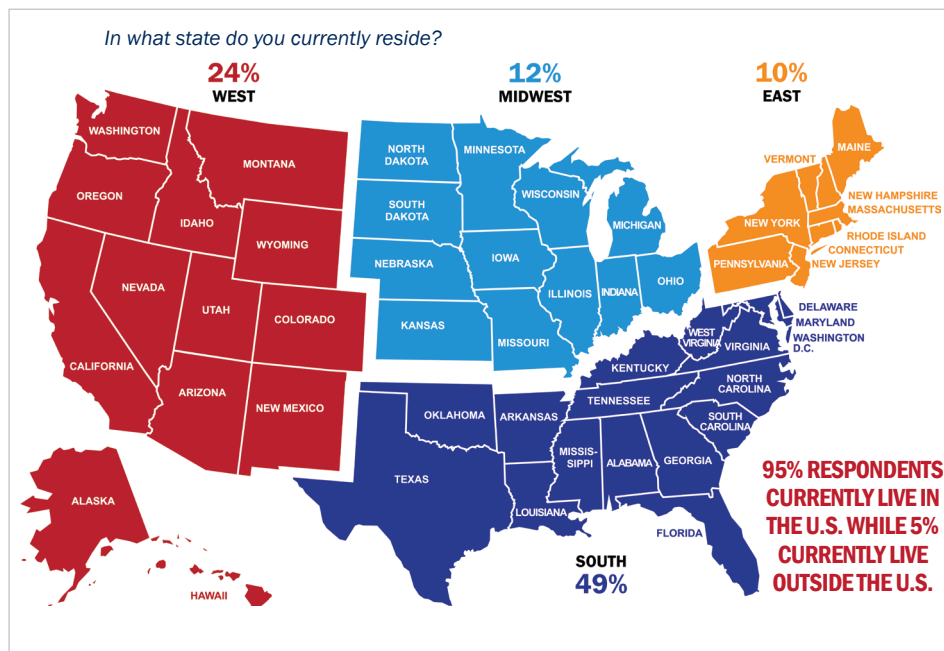 In what state do you currently reside?
24%
WEST
12%
MIDWEST
10%
EAST
WASHINGTON
OREGON
IDAHO
MONTANA
WYOMING
NEVADA
UTAH
COLORADO
CALIFORNIA
ARIZONA
NEW MEXICO
ALASKA
HAWAII
NORTH
DAKOTA
SOUTH
DAKOTA
NEBRASKA
KANSAS
MINNESOTA
IOWA
MISSOURI
WISCONSIN
ILLINOIS
MICHIGAN
INDIANA
OHIO
MAINE
VERMONT
NEW HAMPSHIRE
MASSACHUSETTS
NEW YORK
RHODE ISLAND
CONNECTICUT
NEW JERSEY
PENNSYLVANIA
DELAWARE
MARYLAND
WASHINGTON
D.C.
WEST
VIRGINIA
VIRGINIA
KENTUCKY
NORTH
CAROLINA
TENNESSEE
SOUTH
CAROLINA
OKLAHOMA
ARKANSAS
TEXAS
LOUISIANA
MISSIS-
SIPPI
ALABAMA
GEORGIA
FLORIDA
SOUTH
49%
95% RESPONDENTS
CURRENTLY LIVE IN
THE U.S. WHILE 5%
CURRENTLY LIVE
OUTSIDE THE U.S.